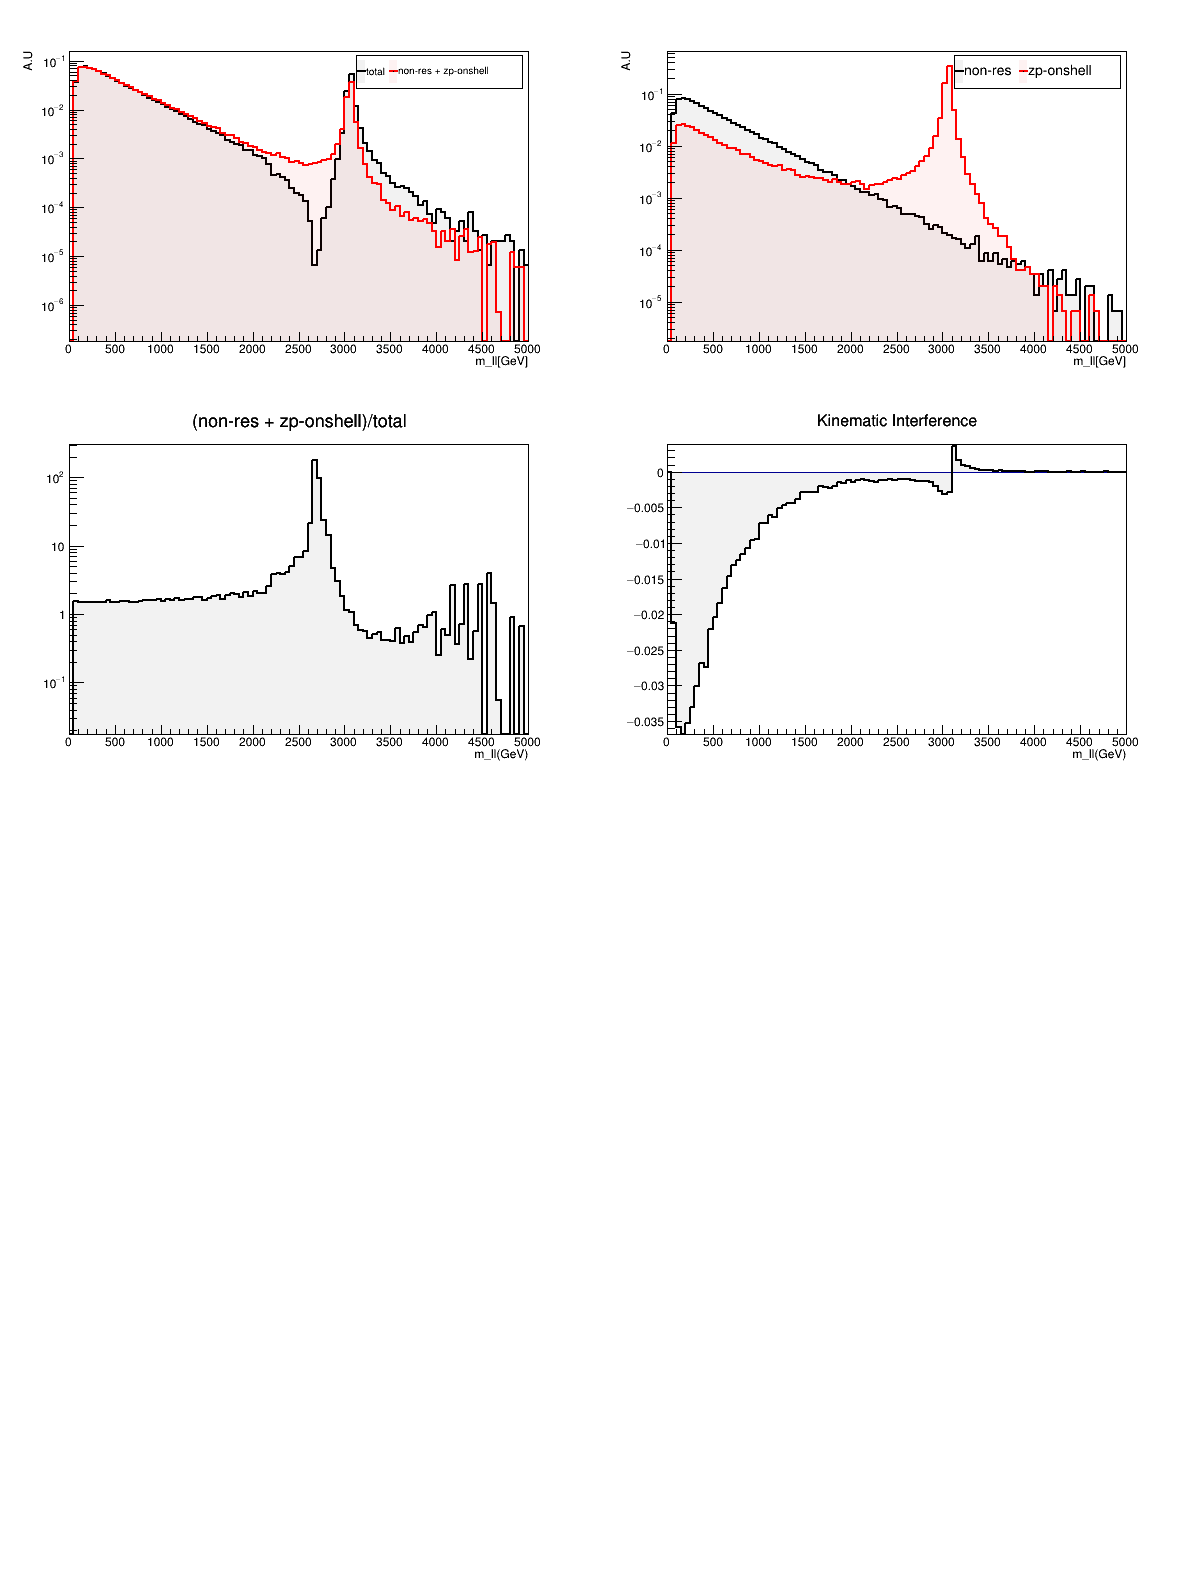 A.U
total non-res + zp-onshell
10⁻¹
10⁻²
10⁻³
10⁻⁴
10⁻⁵
10⁻⁶
0 500 1000 1500 2000 2500 3000 3500 4000 4500 5000
m_ll[GeV]
A.U
non-res zp-onshell
10⁻¹
10⁻²
10⁻³
10⁻⁴
10⁻⁵
0 500 1000 1500 2000 2500 3000 3500 4000 4500 5000
m_ll[GeV]
(non-res + zp-onshell)/total
10²
10
1
10⁻¹
0 500 1000 1500 2000 2500 3000 3500 4000 4500 5000
m_ll(GeV)
Kinematic Interference
0
−0.005
−0.01
−0.015
−0.02
−0.025
−0.03
−0.035
0 500 1000 1500 2000 2500 3000 3500 4000 4500 5000
m_ll(GeV)